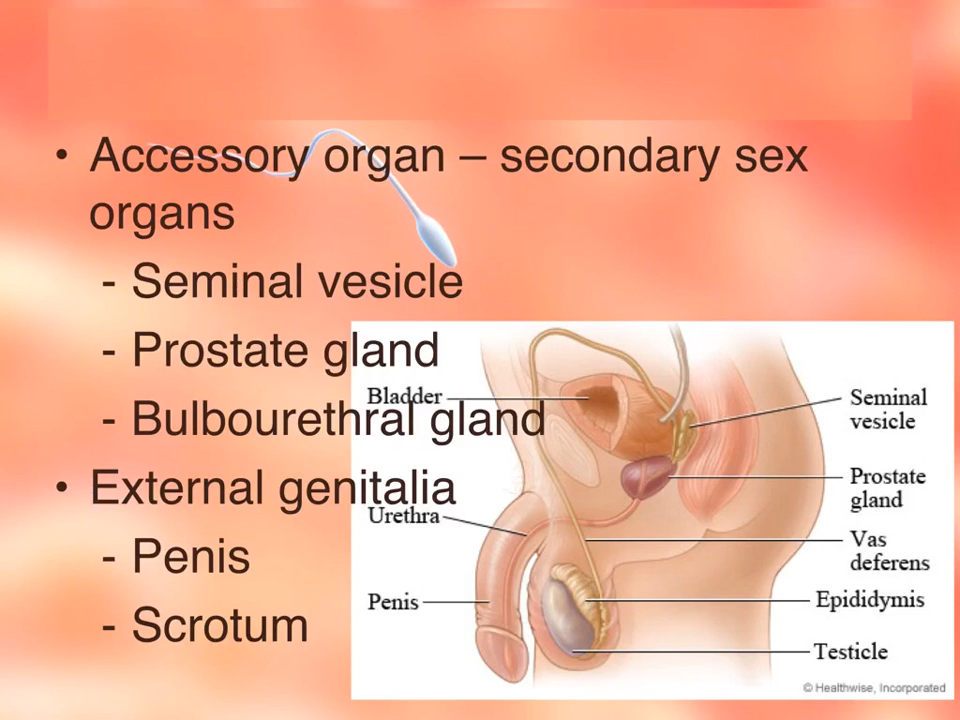 • Accessory organ – secondary sex
organs
- Seminal vesicle
- Prostate gland
- Bulbourethral gland
• External genitalia
- Penis
- Scrotum
Bladder
Urethra
Penis
Seminal
vesicle
Prostate
gland
Vas
deferens
Epididymis
Testicle
© Healthwise, Incorporated